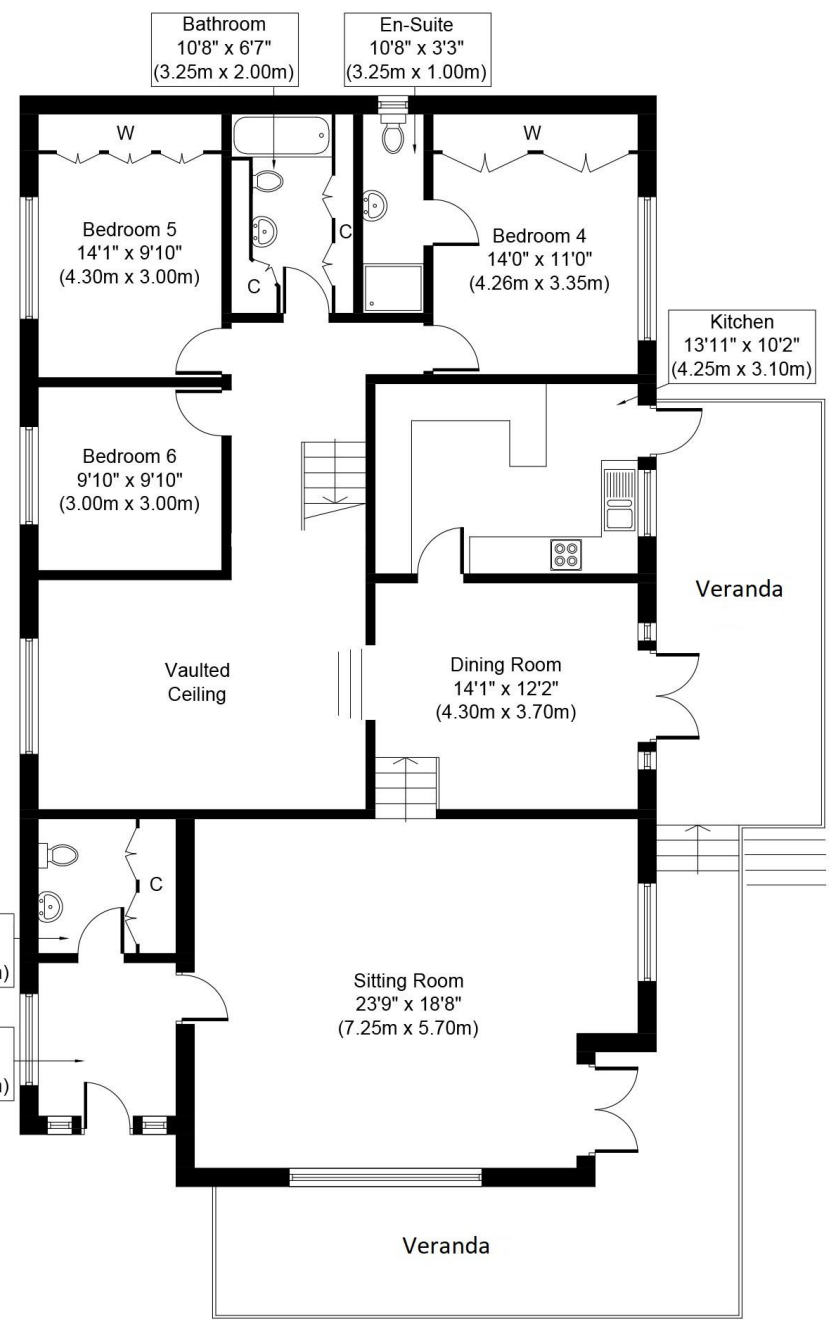 Bathroom
10'8" x 6'7"
(3.25m x 2.00m)
En-Suite
10'8" x 3'3"
(3.25m x 1.00m)
W
W
Bedroom 5
14'1" x 9'10"
(4.30m x 3.00m)
C
C
Bedroom 4
14'0" x 11'0"
(4.26m x 3.35m)
Kitchen
13'11" x 10'2"
(4.25m x 3.10m)
Bedroom 6
9'10" x 9'10"
(3.00m x 3.00m)
Veranda
Vaulted
Ceiling
Dining Room
14'1" x 12'2"
(4.30m x 3.70m)
C
Sitting Room
23'9" x 18'8"
(7.25m x 5.70m)
Veranda